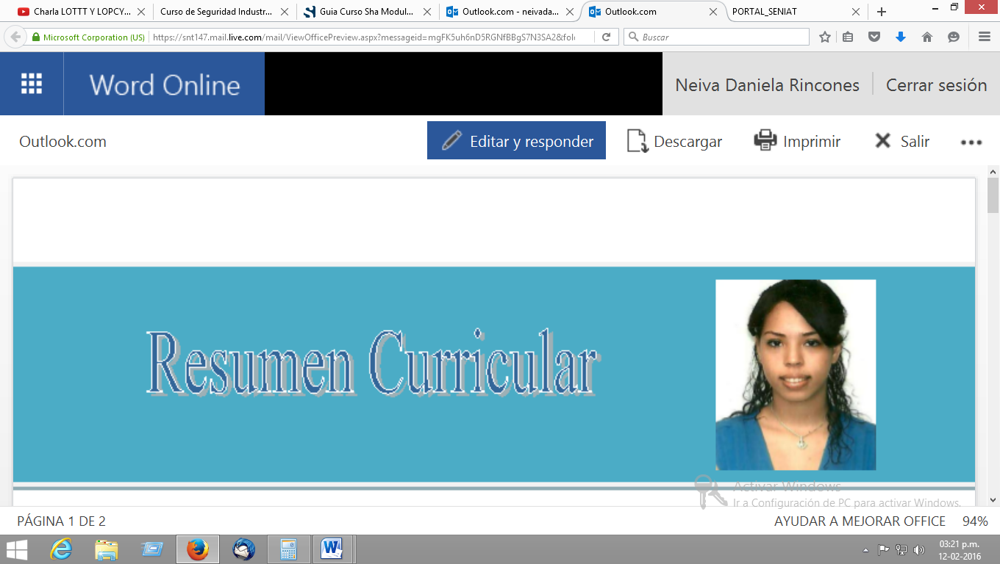 Charla LOTTT Y LOPCY...
Curso de Seguridad Industr...
Guia Curso Sha Modul...
Outlook.com - neivada...
Outlook.com
PORTAL_SENIAT
Microsoft Corporation (US)
https://snt147.mail.live.com/mail/ViewOfficePreview.aspx?messageid=mgFK5uh6nD5RGNfBBgS7N3SA2&fol
Buscar
Word Online
Neiva Daniela Rincones
Cerrar sesión
Outlook.com
Editar y responder
Descargar
Imprimir
Salir
Resumen Curricular
Activar Windows
Ir a Configuración de PC para activar Windows.
PÁGINA 1 DE 2
AYUDAR A MEJORAR OFFICE
94%
03:21 p.m.
12-02-2016